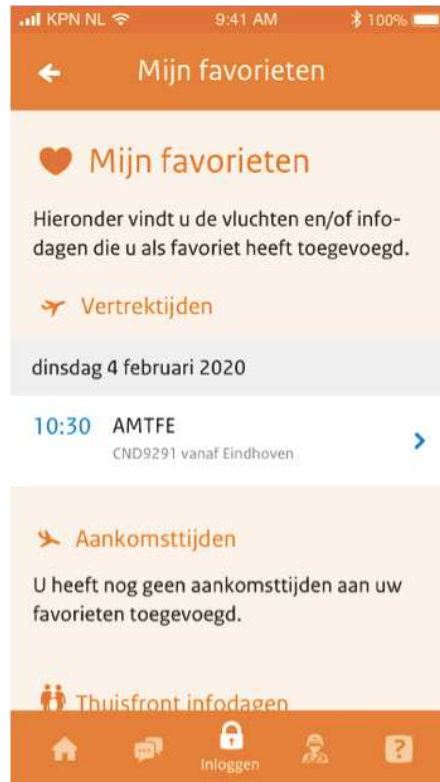 KPN NL 9:41 AM 100%
Mijn favorieten
Mijn favorieten
Hieronder vindt u de vluchten en/of info-
dagen die u als favoriet heeft toegevoegd.
Vertrektijden
dinsdag 4 februari 2020
10:30 AMTFE
CND9291 vanaf Eindhoven
Aankomsttijden
U heeft nog geen aankomsttijden aan uw
favorieten toegevoegd.
Thuisfront infodagen
Inloggen
?